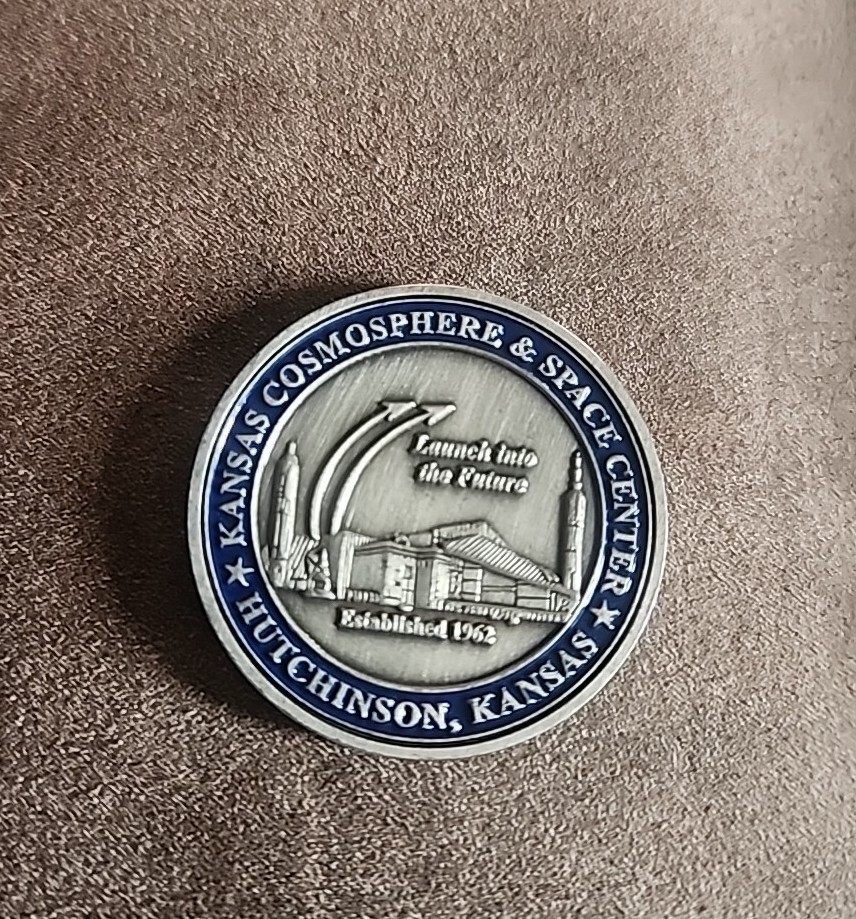 ★ KANSAS COSMOSPHERE & SPACE CENTER ★
Launch into
the Future
Established 1962
HUTCHINSON, KANSAS